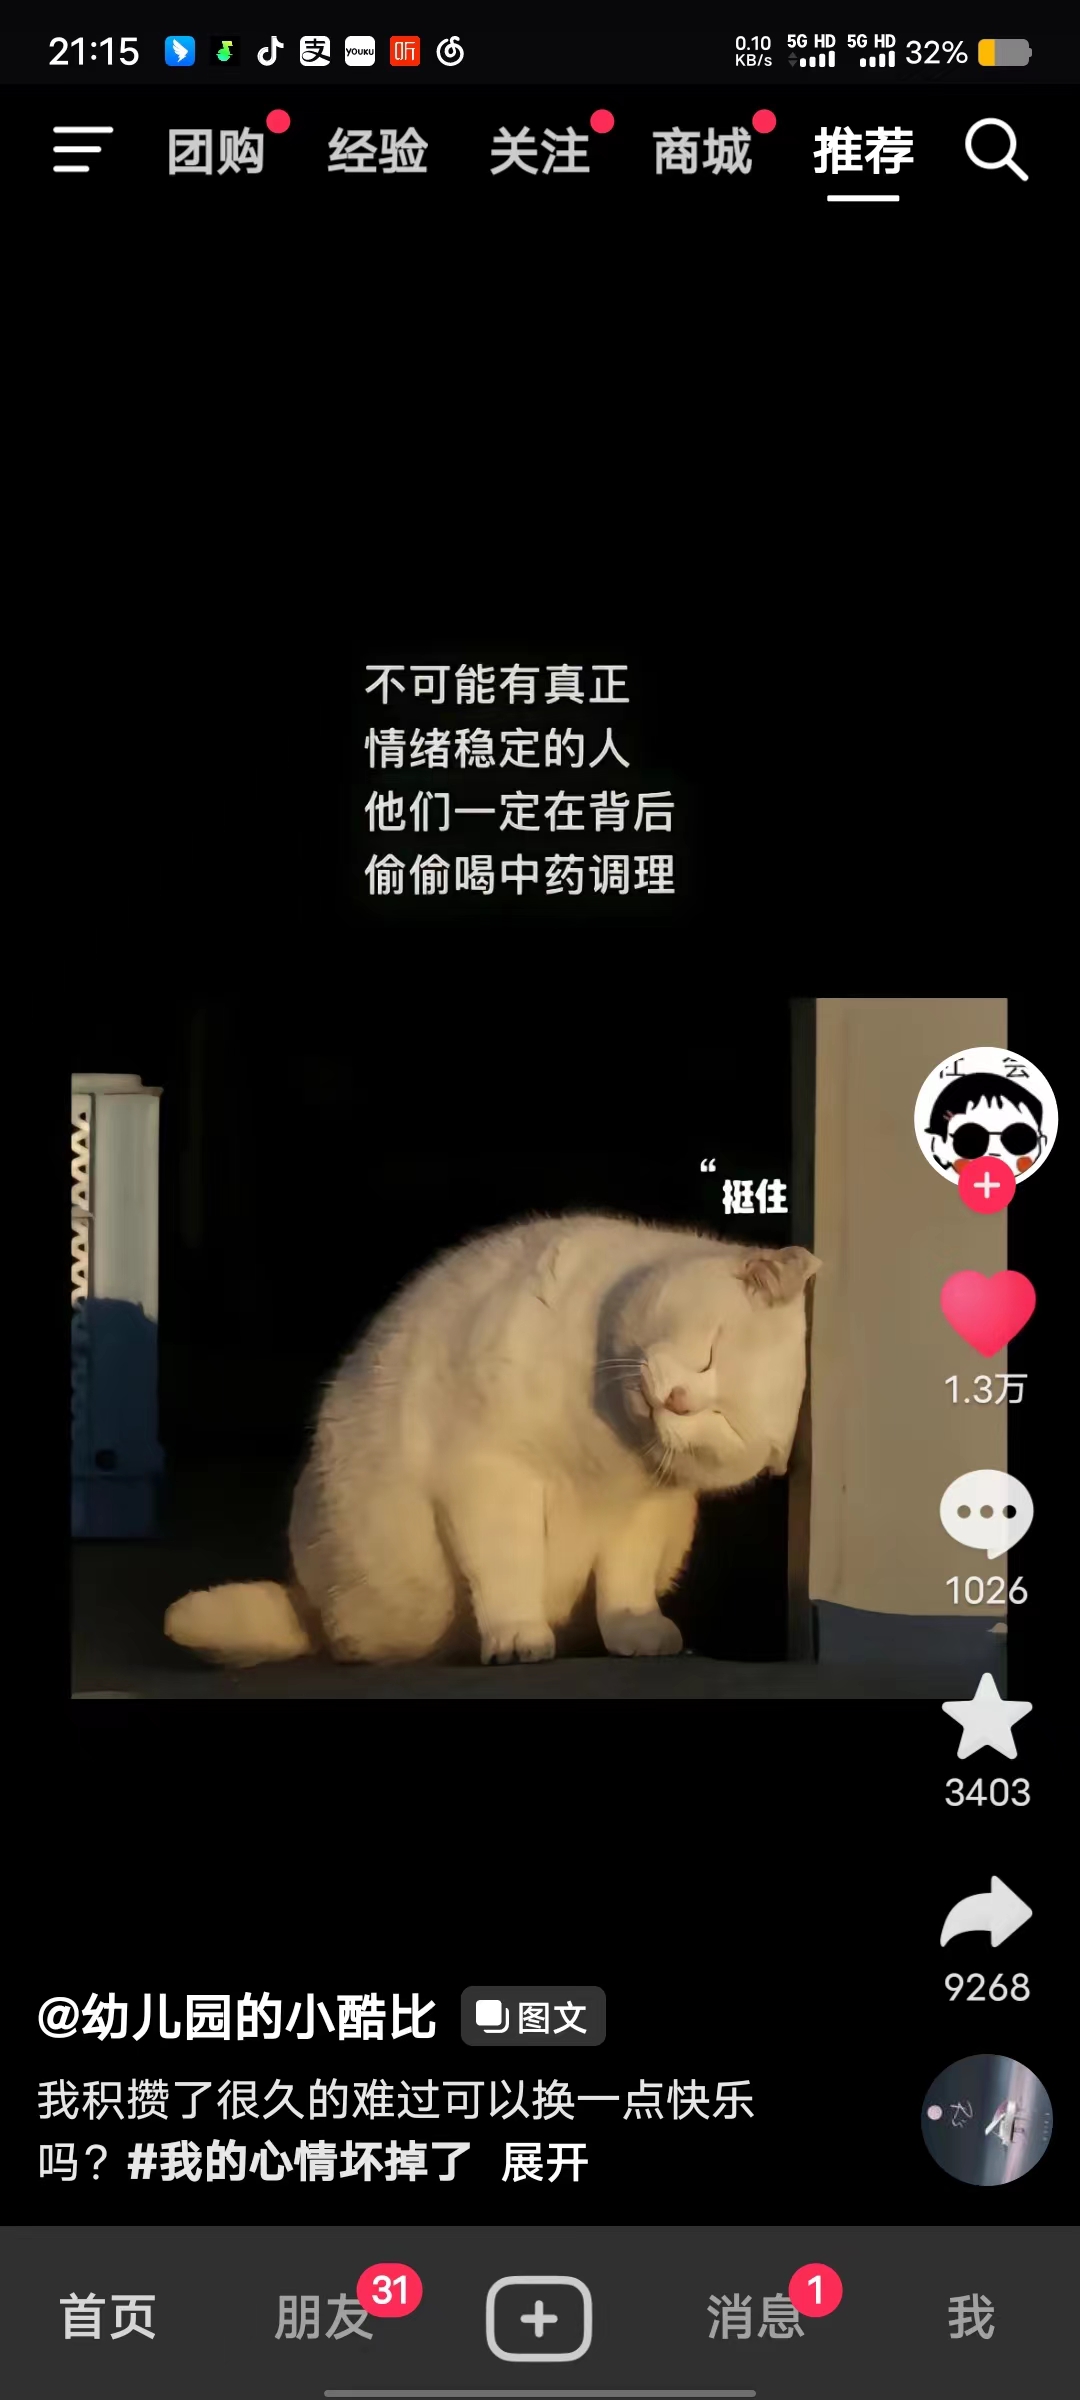 21:15
支
YOUKU
听
0.10 KB/s
5G HD
5G HD
32%
团购
经验
关注
商城
推荐
不可能有真正
情绪稳定的人
他们一定在背后
偷偷喝中药调理
“挺住
1.3万
1026
3403
9268
@幼儿园的小酷比
图文
我积攒了很久的难过可以换一点快乐
吗？#我的心情坏掉了 展开
首页
朋友
31
消息
1
我